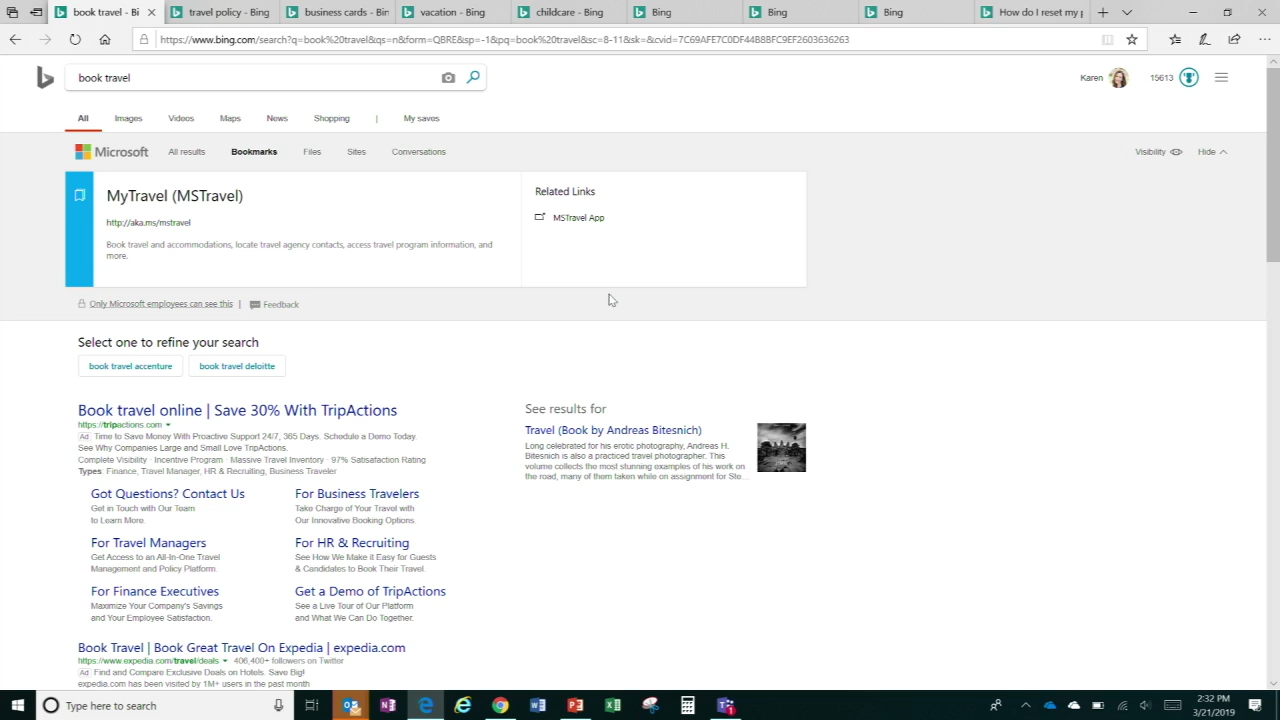 book travel - Bi
travel policy - Bing
business cards - Bin
vacation - Bing
childcare - Bing
Bing
Bing
Bing
How do I reset my p
https://www.bing.com/search?q=book%20travel&qs=n&form=QBRE&sp=-1&pq=book%20travel&sc=8-11&sk=&cvid=7C69AFE7C0DF44B8BFC9EF2603636263
book travel
Karen
15613
All
Images
Videos
Maps
News
Shopping
|
My saves
Microsoft
All results
Bookmarks
Files
Sites
Conversations
Visibility
Hide
MyTravel (MSTravel)
http://aka.ms/mstravel
Book travel and accommodations, locate travel agency contacts, access travel program information, and
more.
Related Links
MSTravel App
Only Microsoft employees can see this | Feedback
Select one to refine your search
book travel accenture
book travel deloitte
Book travel online | Save 30% With TripActions
https://tripactions.com
Ad Time to Save Money With Proactive Support 24/7, 365 Days. Schedule a Demo Today.
See Why Companies Large and Small Love TripActions.
Complete Visibility · Incentive Program · Massive Travel Inventory · 97% Satisaction Rating
Types: Finance, Travel Manager, HR & Recruiting, Business Traveler
Got Questions? Contact Us
Get in Touch with Our Team
to Learn More.
For Business Travelers
Take Charge of Your Travel with
Our Innovative Booking Options.
For Travel Managers
Get Access to an All-In-One Travel
Management and Policy Platform.
For HR & Recruiting
See How We Make it Easy for Guests
& Candidates to Book Their Travel.
For Finance Executives
Maximize Your Company's Savings
and Your Employee Satisfaction.
Get a Demo of TripActions
See a Live Tour of Our Platform
and What We Can Do Together.
Book Travel | Book Great Travel On Expedia | expedia.com
https://www.expedia.com/travel/deals 406,400+ followers on Twitter
Ad Find and Compare Exclusive Deals on Hotels. Save Big!
expedia.com has been visited by 1M+ users in the past month
See results for
Travel (Book by Andreas Bitesnich)
Long celebrated for his erotic photography, Andreas H.
Bitesnich is also a practiced travel photographer. This
volume collects the most stunning examples of his work on
the road, many of them taken while on assignment for Ste...
Type here to search
2:32 PM
3/21/2019